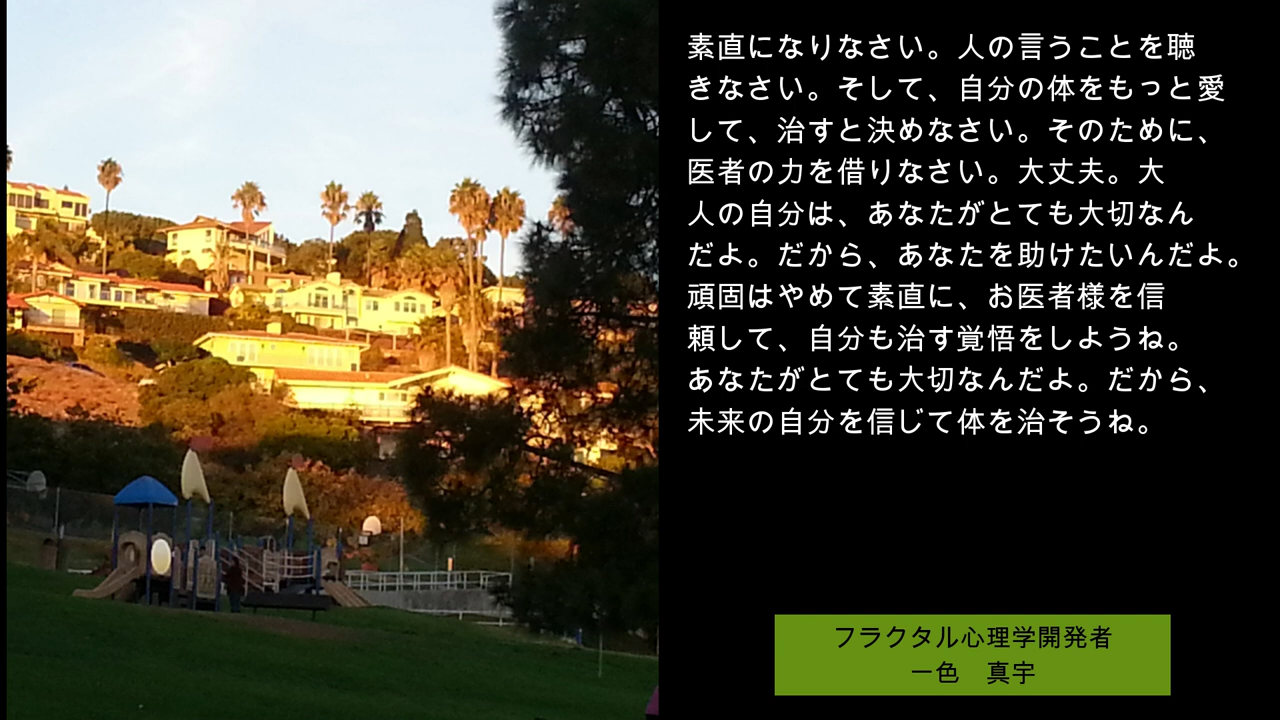 素直になりなさい。人の言うことを聴
きなさい。そして、自分の体をもっと愛
して、治すと決めなさい。そのために、
医者の力を借りなさい。大丈夫。大
人の自分は、あなたがとても大切なん
だよ。だから、あなたを助けたいんだよ。
頑固はやめて素直に、お医者様を信
頼して、自分も治す覚悟をしようね。
あなたがとても大切なんだよ。だから、
未来の自分を信じて体を治そうね。
フラクタル心理学開発者
一色　真宇